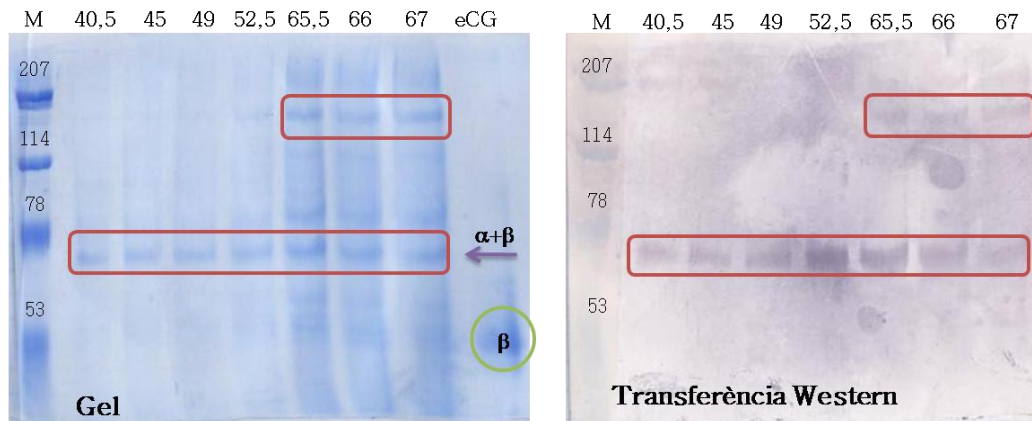 M 40,5 45 49 52,5 65,5 66 67 eCG
207
114
78
53
α+β
β
Gel
M 40,5 45 49 52,5 65,5 66 67
207
114
78
53
Transferència Western